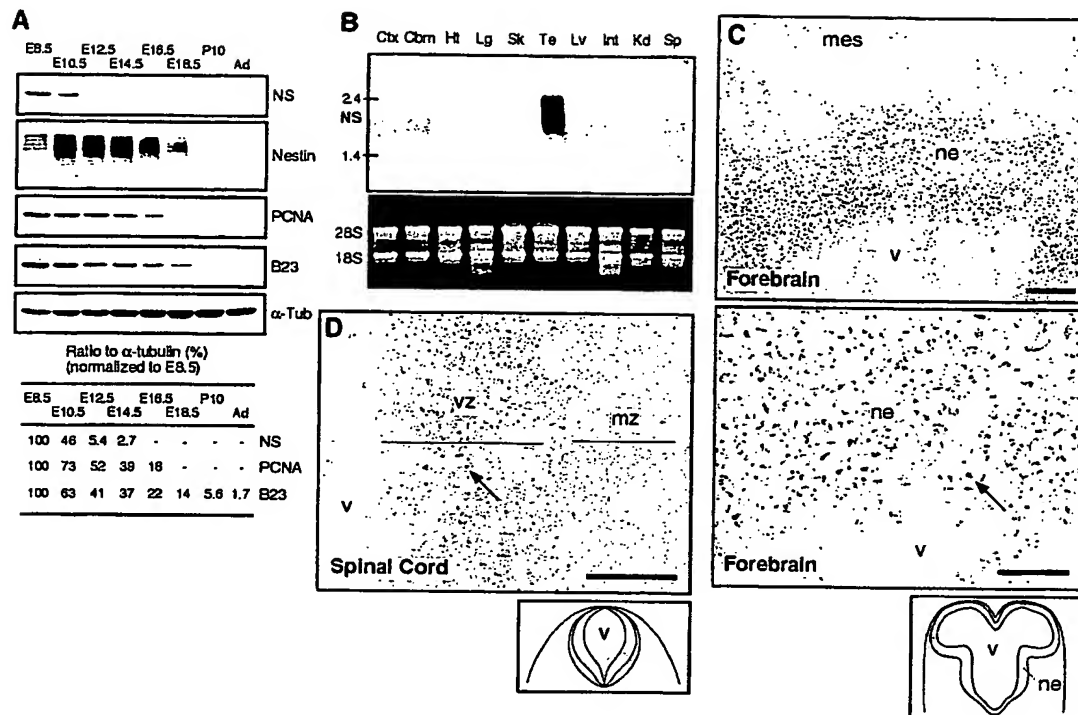 A
E8.5 E12.5 E16.5 P10
E10.5 E14.5 E18.5 Ad
NS
Nestin
PCNA
B23
α-Tub
Ratio to α-tubulin (%)
(normalized to E8.5)
E8.5 E12.5 E16.5 P10
E10.5 E14.5 E18.5 Ad
100 46 5.4 2.7 - - - - NS
100 73 52 39 16 - - - PCNA
100 63 41 37 22 14 5.6 1.7 B23
B
Ctx Cbrn Ht Lg Sk Te Lv Int Kd Sp
2.4
NS
1.4
28S
18S
C
mes
ne
v
Forebrain
ne
v
Forebrain
v
ne
D
vz
mz
v
Spinal Cord
v